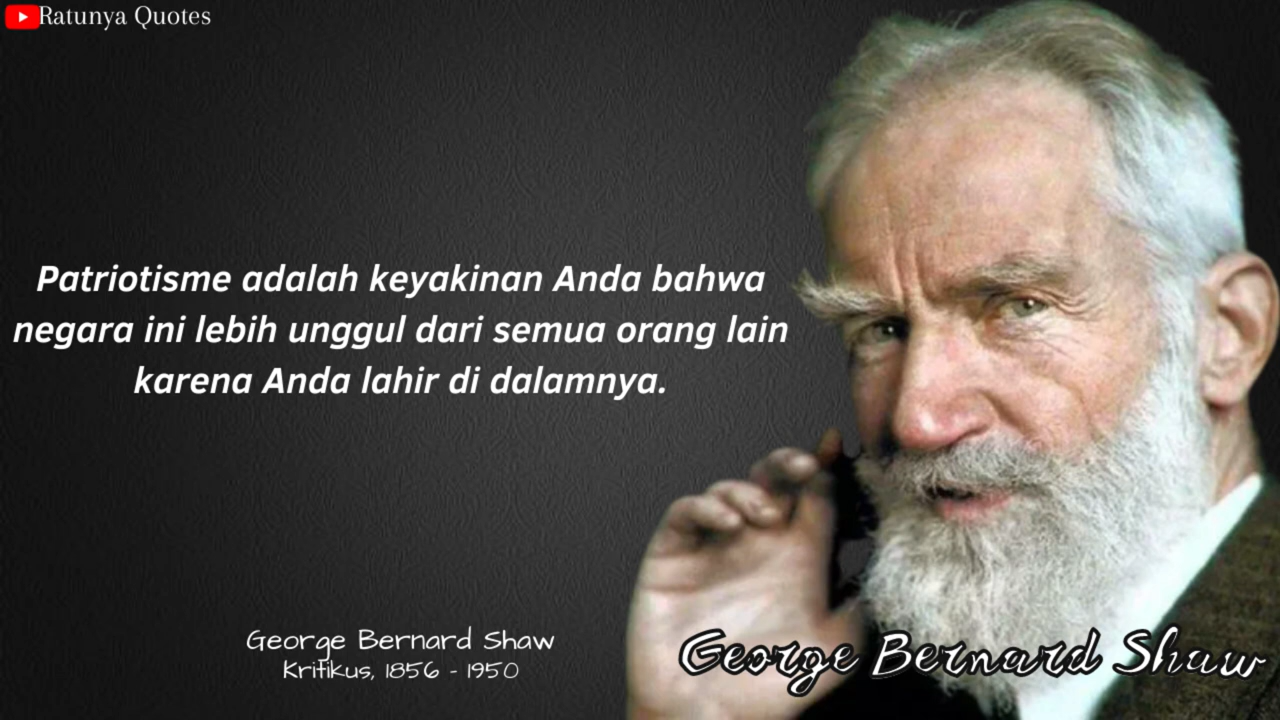 Ratunya Quotes
Patriotisme adalah keyakinan Anda bahwa
negara ini lebih unggul dari semua orang lain
karena Anda lahir di dalamnya.
George Bernard Shaw
Kritikus, 1856 - 1950
George Bernard Shaw